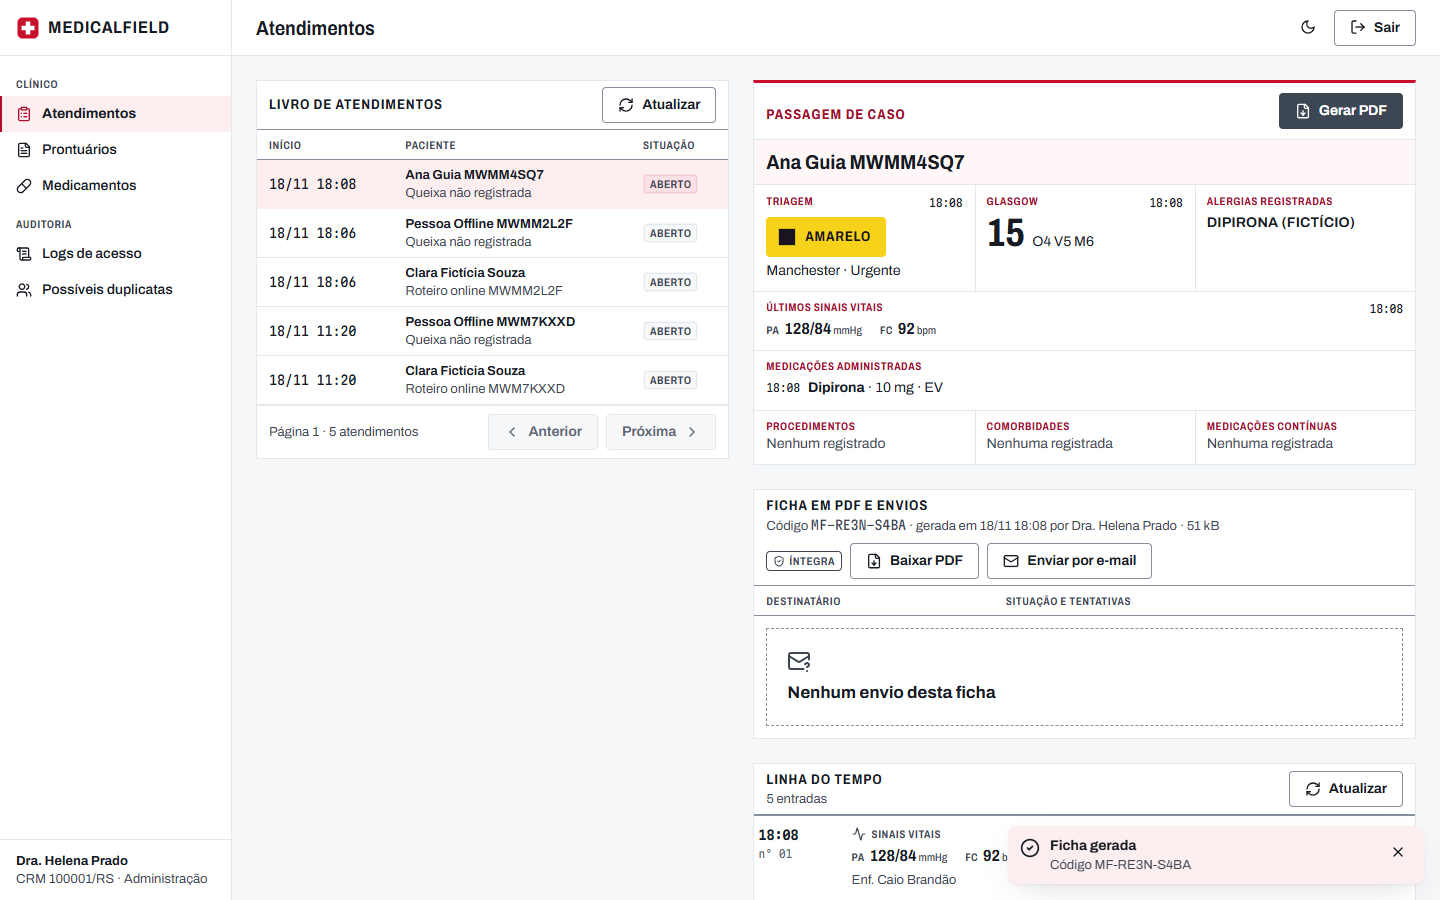 MEDICALFIELD
Atendimentos
Sair
CLÍNICO
Atendimentos
Prontuários
Medicamentos
AUDITORIA
Logs de acesso
Possíveis duplicatas
Dra. Helena Prado
CRM 100001/RS · Administração
LIVRO DE ATENDIMENTOS
Atualizar
INÍCIO PACIENTE SITUAÇÃO
18/11 18:08 Ana Guia MWMM4SQ7 ABERTO
Queixa não registrada
18/11 18:06 Pessoa Offline MWMM2L2F ABERTO
Queixa não registrada
18/11 18:06 Clara Fictícia Souza ABERTO
Roteiro online MWMM2L2F
18/11 11:20 Pessoa Offline MWM7KXXD ABERTO
Queixa não registrada
18/11 11:20 Clara Fictícia Souza ABERTO
Roteiro online MWM7KXXD
Página 1 · 5 atendimentos
Anterior
Próxima
PASSAGEM DE CASO
Gerar PDF
Ana Guia MWMM4SQ7
TRIAGEM 18:08
AMARELO
Manchester · Urgente
GLASGOW 18:08
15 O4 V5 M6
ALERGIAS REGISTRADAS
DIPIRONA (FICTÍCIO)
ÚLTIMOS SINAIS VITAIS 18:08
PA 128/84 mmHg FC 92 bpm
MEDICAÇÕES ADMINISTRADAS
18:08 Dipirona · 10 mg · EV
PROCEDIMENTOS
Nenhum registrado
COMORBIDADES
Nenhuma registrada
MEDICAÇÕES CONTÍNUAS
Nenhuma registrada
FICHA EM PDF E ENVIOS
Código MF-RE3N-S4BA · gerada em 18/11 18:08 por Dra. Helena Prado · 51 kB
ÍNTEGRA
Baixar PDF
Enviar por e-mail
DESTINATÁRIO SITUAÇÃO E TENTATIVAS
Nenhum envio desta ficha
LINHA DO TEMPO
5 entradas
Atualizar
18:08 SINAIS VITAIS
n° 01 PA 128/84 mmHg FC 92 b
Enf. Caio Brandão
Ficha gerada
Código MF-RE3N-S4BA